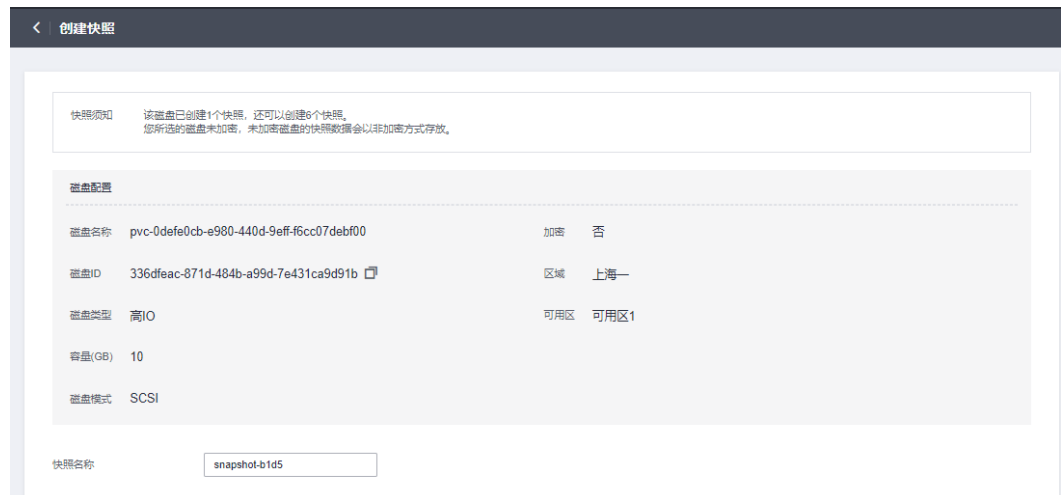 创建快照
快照须知 该磁盘已创建1个快照，还可以创建6个快照。
您所选的磁盘未加密，未加密磁盘的快照数据会以非加密方式存放。
磁盘配置
磁盘名称 pvc-0defe0cb-e980-440d-9eff-f6cc07debf00 加密 否
磁盘ID 336dfeac-871d-484b-a99d-7e431ca9d91b 区域 上海一
磁盘类型 高IO 可用区 可用区1
容量(GB) 10
磁盘模式 SCSI
快照名称 snapshot-b1d5